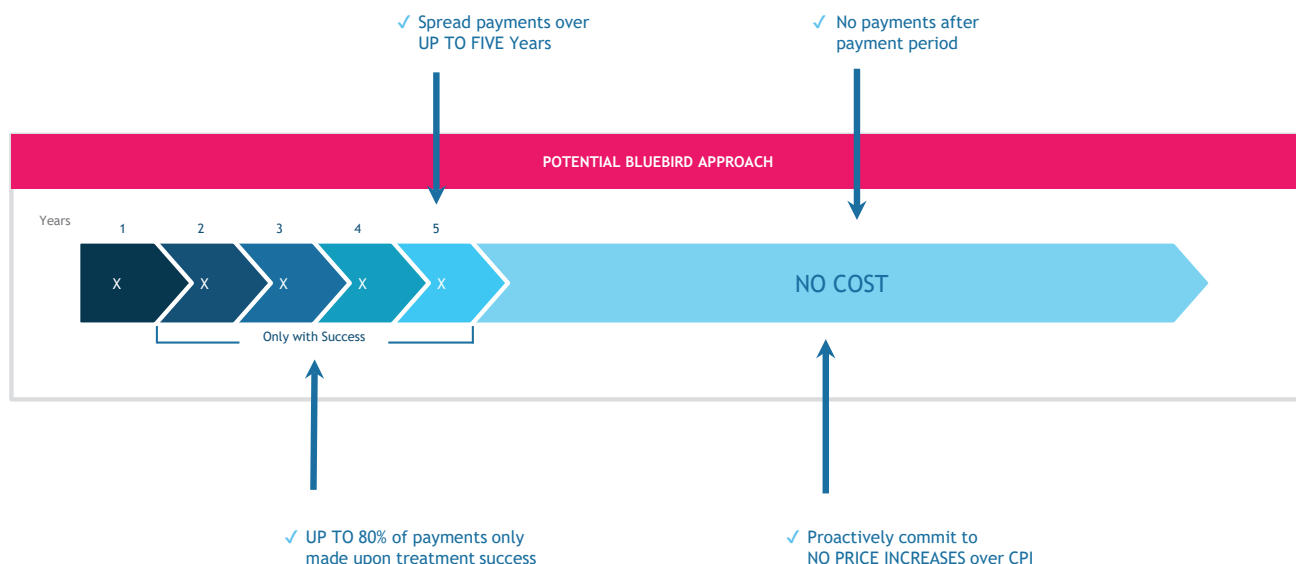 ✓ Spread payments over
UP TO FIVE Years
✓ No payments after
payment period
POTENTIAL BLUEBIRD APPROACH
Years
1 2 3 4 5
X X X X X
NO COST
Only with Success
✓ UP TO 80% of payments only
made upon treatment success
✓ Proactively commit to
NO PRICE INCREASES over CPI